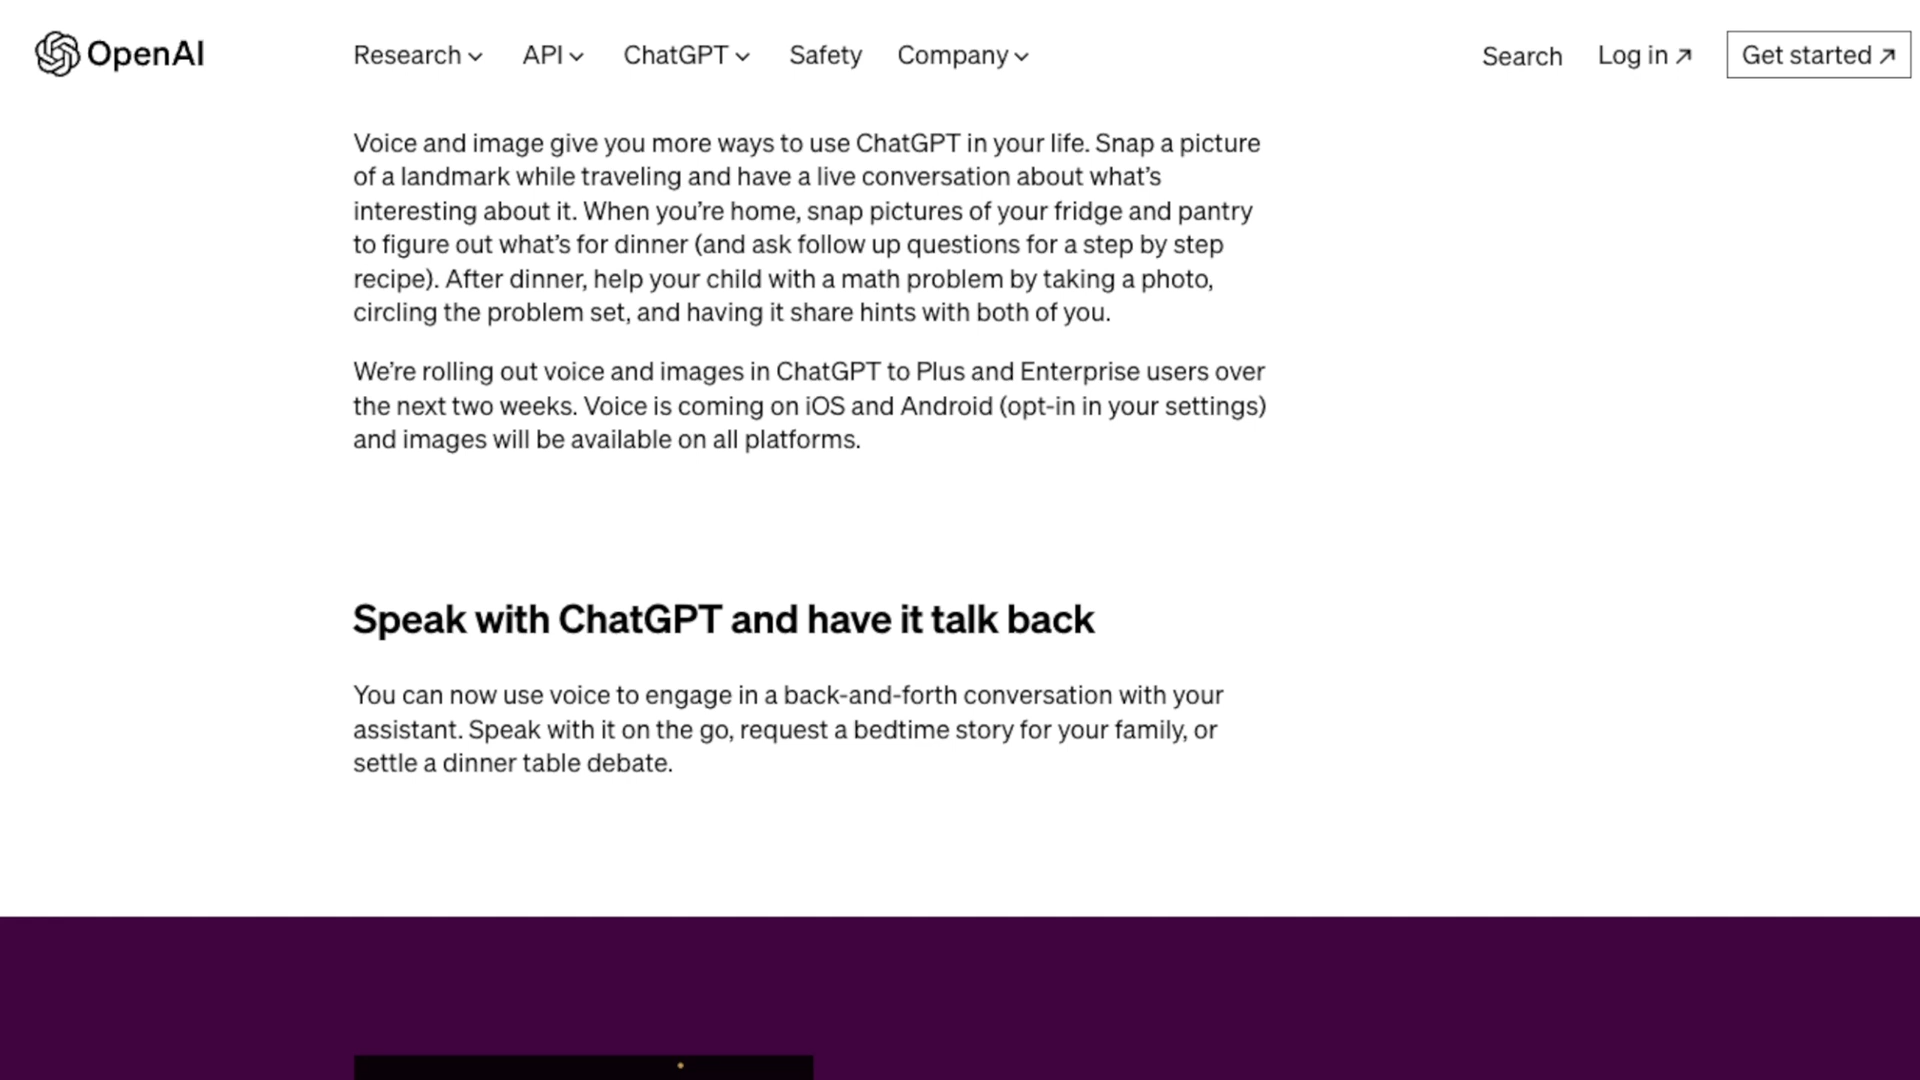 OpenAI
Research
API
ChatGPT
Safety
Company
Search
Log in
Get started
Voice and image give you more ways to use ChatGPT in your life. Snap a picture
of a landmark while traveling and have a live conversation about what’s
interesting about it. When you’re home, snap pictures of your fridge and pantry
to figure out what’s for dinner (and ask follow up questions for a step by step
recipe). After dinner, help your child with a math problem by taking a photo,
circling the problem set, and having it share hints with both of you.
We’re rolling out voice and images in ChatGPT to Plus and Enterprise users over
the next two weeks. Voice is coming on iOS and Android (opt-in in your settings)
and images will be available on all platforms.
Speak with ChatGPT and have it talk back
You can now use voice to engage in a back-and-forth conversation with your
assistant. Speak with it on the go, request a bedtime story for your family, or
settle a dinner table debate.